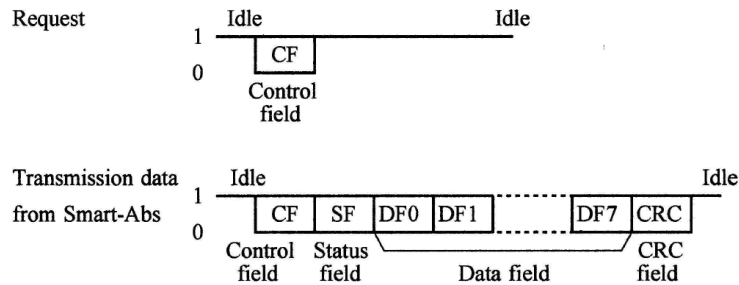 Request
Idle
Idle
1
CF
0
Control
field
Transmission data
from Smart-Abs
Idle
Idle
1
CF SF DF0 DF1 DF7 CRC
0
Control Status Data field CRC
field field field